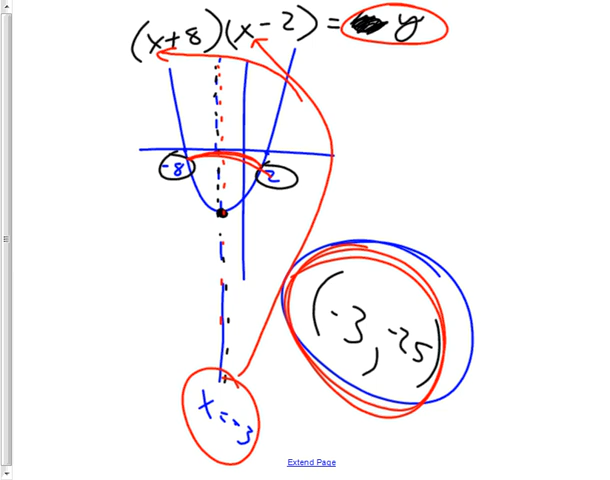 (x+8)(x-2) = y
-8
2
(-3, -25)
x=-3
Extend Page